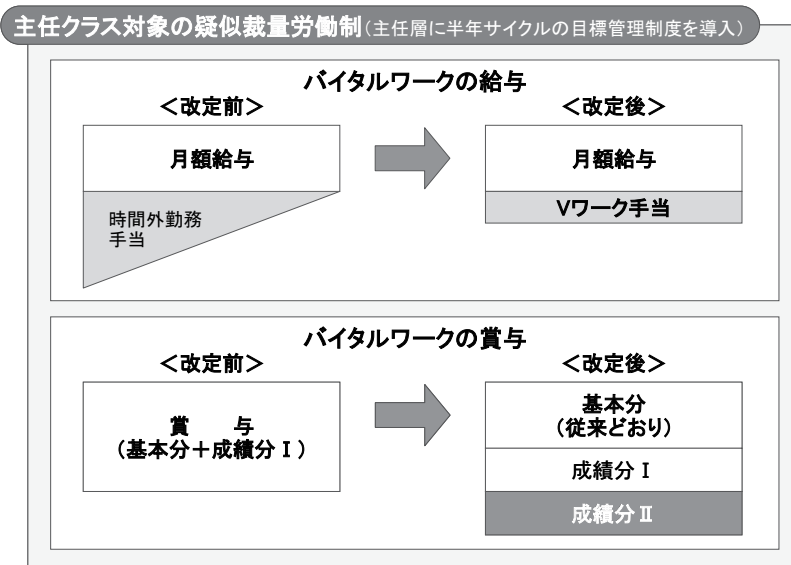 主任クラス対象の疑似裁量労働制(主任層に半年サイクルの目標管理制度を導入)
バイタルワークの給与
<改定前>
<改定後>
月額給与
月額給与
時間外勤務
手当
Vワーク手当
バイタルワークの賞与
<改定前>
<改定後>
賞　与
(基本分+成績分Ⅰ)
基本分
(従来どおり)
成績分Ⅰ
成績分Ⅱ